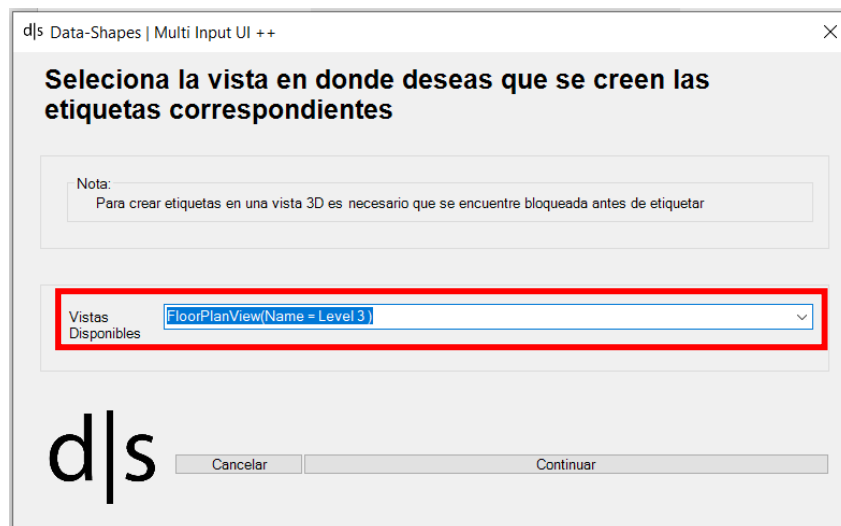 d|s Data-Shapes | Multi Input UI ++
Seleciona la vista en donde deseas que se creen las
etiquetas correspondientes
Nota:
Para crear etiquetas en una vista 3D es necesario que se encuentre bloqueada antes de etiquetar
Vistas
Disponibles
FloorPlanView(Name = Level 3 )
d|s
Cancelar
Continuar